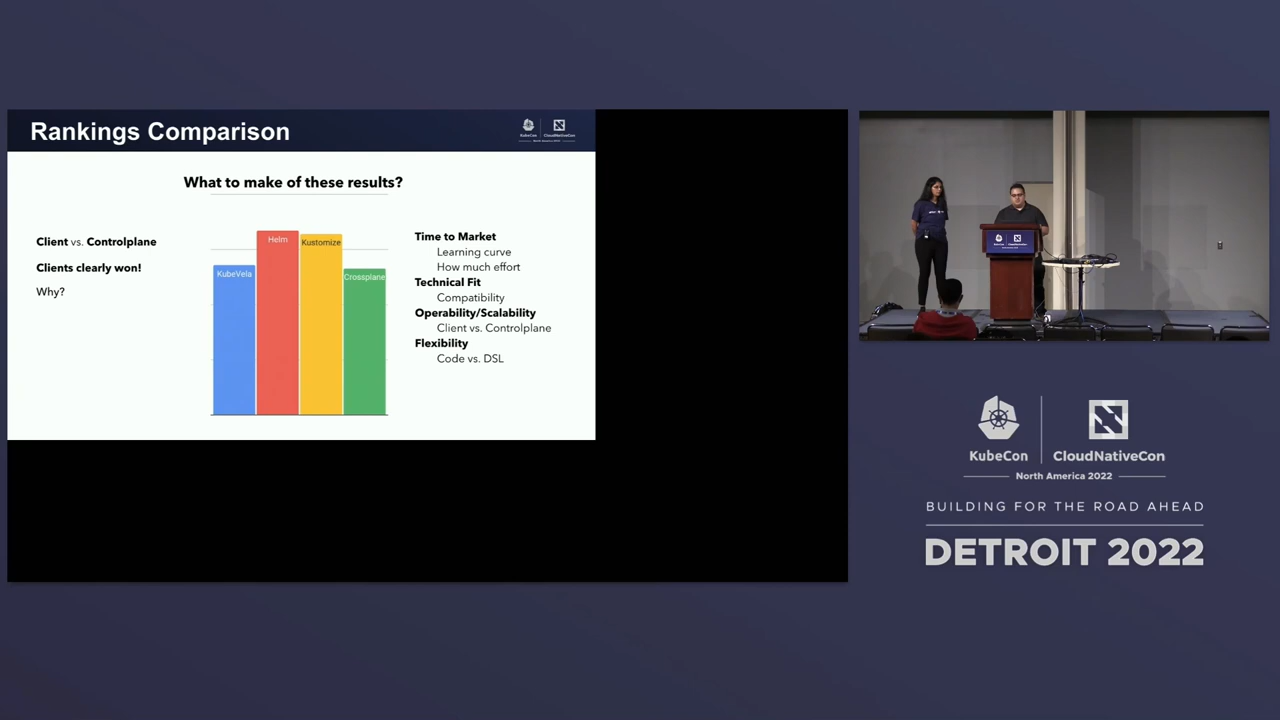 Rankings Comparison
KubeCon
CloudNativeCon
What to make of these results?
Client vs. Controlplane
Clients clearly won!
Why?
KubeVela
Helm
Kustomize
Crossplane
Time to Market
Learning curve
How much effort
Technical Fit
Compatibility
Operability/Scalability
Client vs. Controlplane
Flexibility
Code vs. DSL
KubeCon
CloudNativeCon
North America 2022
BUILDING FOR THE ROAD AHEAD
DETROIT 2022